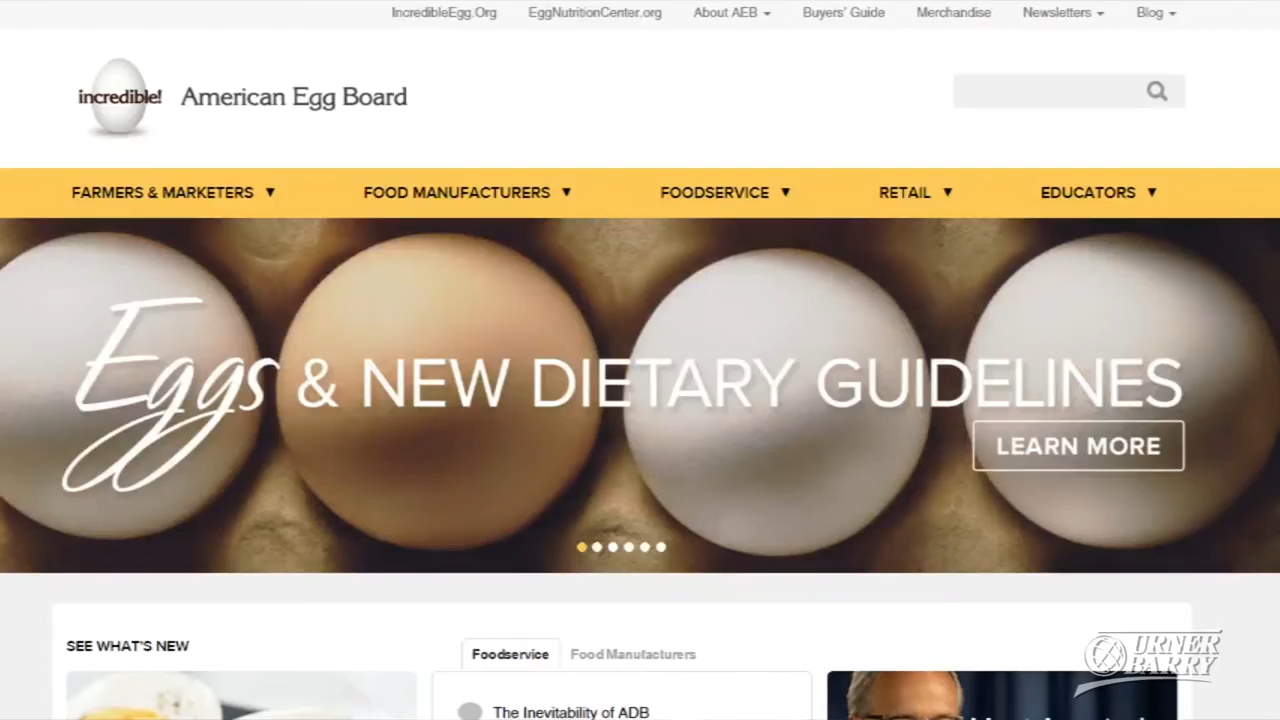 IncredibleEgg.Org EggNutritionCenter.org About AEB Buyers' Guide Merchandise Newsletters Blog
incredible! American Egg Board
FARMERS & MARKETERS FOOD MANUFACTURERS FOODSERVICE RETAIL EDUCATORS
Eggs & NEW DIETARY GUIDELINES
LEARN MORE
SEE WHAT'S NEW
Foodservice Food Manufacturers
URNER
BARRY
The Inevitability of ADB